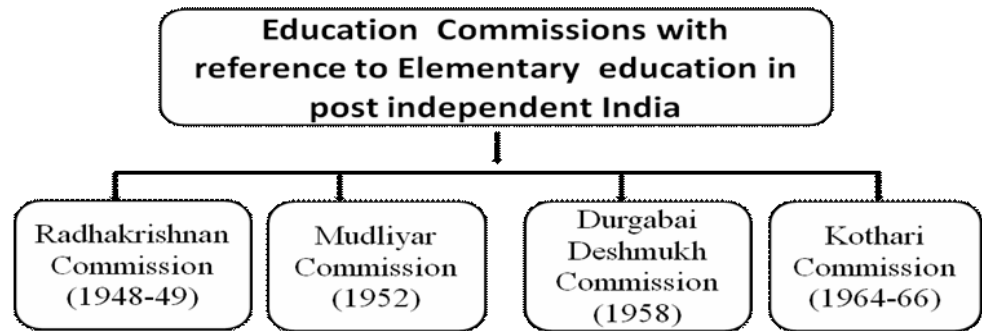 Education Commissions with
reference to Elementary education in
post independent India
Radhakrishnan
Commission
(1948-49)
Mudliyar
Commission
(1952)
Durgabai
Deshmukh
Commission
(1958)
Kothari
Commission
(1964-66)